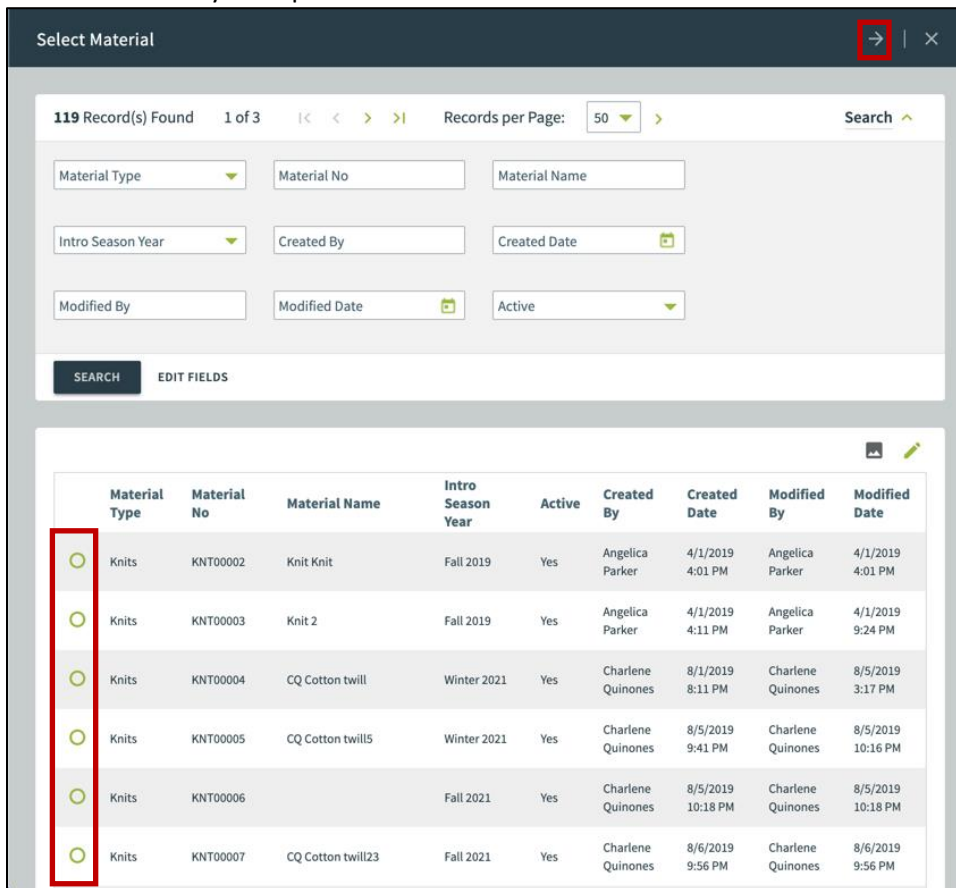 Select Material
119 Record(s) Found 1 of 3 Records per Page: 50 Search
Material Type Material No Material Name
Intro Season Year Created By Created Date
Modified By Modified Date Active
SEARCH EDIT FIELDS
Material Type Material No Material Name Intro Season Year Active Created By Created Date Modified By Modified Date
Knits KNT00002 Knit Knit Fall 2019 Yes Angelica Parker 4/1/2019 4:01 PM Angelica Parker 4/1/2019 4:01 PM
Knits KNT00003 Knit 2 Fall 2019 Yes Angelica Parker 4/1/2019 4:11 PM Angelica Parker 4/1/2019 9:24 PM
Knits KNT00004 CQ Cotton twill Winter 2021 Yes Charlene Quinones 8/1/2019 8:11 PM Charlene Quinones 8/5/2019 3:17 PM
Knits KNT00005 CQ Cotton twill5 Winter 2021 Yes Charlene Quinones 8/5/2019 9:41 PM Charlene Quinones 8/5/2019 10:16 PM
Knits KNT00006 Fall 2021 Yes Charlene Quinones 8/5/2019 10:18 PM Charlene Quinones 8/5/2019 10:18 PM
Knits KNT00007 CQ Cotton twill23 Fall 2021 Yes Charlene Quinones 8/6/2019 9:56 PM Charlene Quinones 8/6/2019 9:56 PM